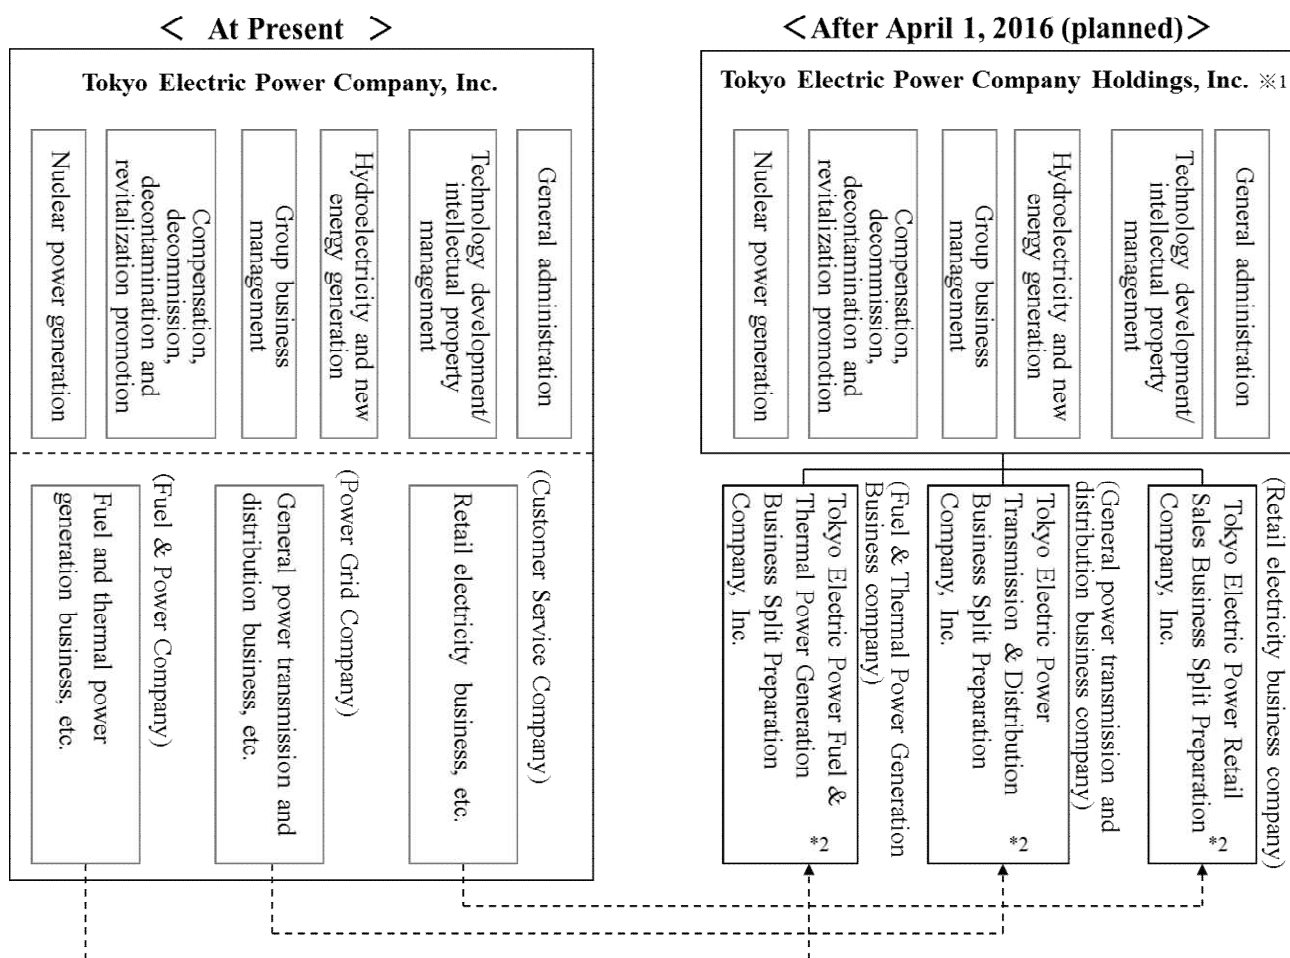 ＜ At Present ＞
Tokyo Electric Power Company, Inc.
Nuclear power generation
Compensation,
decommission,
decontamination and
revitalization promotion
Group business
management
Hydroelectricity and new
energy generation
Technology development/
intellectual property
management
General administration
(Fuel & Power Company)
Fuel and thermal power
generation business, etc.
(Power Grid Company)
General power transmission and
distribution business, etc.
(Customer Service Company)
Retail electricity business, etc.
＜After April 1, 2016 (planned)＞
Tokyo Electric Power Company Holdings, Inc. ※1
Nuclear power generation
Compensation,
decommission,
decontamination and
revitalization promotion
Group business
management
Hydroelectricity and new
energy generation
Technology development/
intellectual property
management
General administration
(Fuel & Thermal Power Generation
Business company)
Tokyo Electric Power Fuel &
Thermal Power Generation
Business Split Preparation
Company, Inc.
*2
(General power transmission and
distribution business company)
Tokyo Electric Power
Transmission & Distribution
Business Split Preparation
Company, Inc.
*2
(Retail electricity business company)
Tokyo Electric Power Retail
Sales Business Split Preparation
Company, Inc.
*2